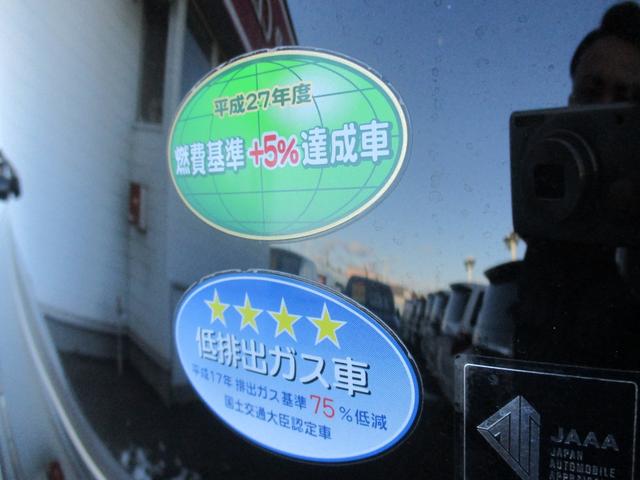 平成27年度
燃費基準+5%達成車
★★★★
低排出ガス車
平成17年 排出ガス基準75%低減
国土交通大臣認定車
JAAA
JAPAN
AUTOMOBILE